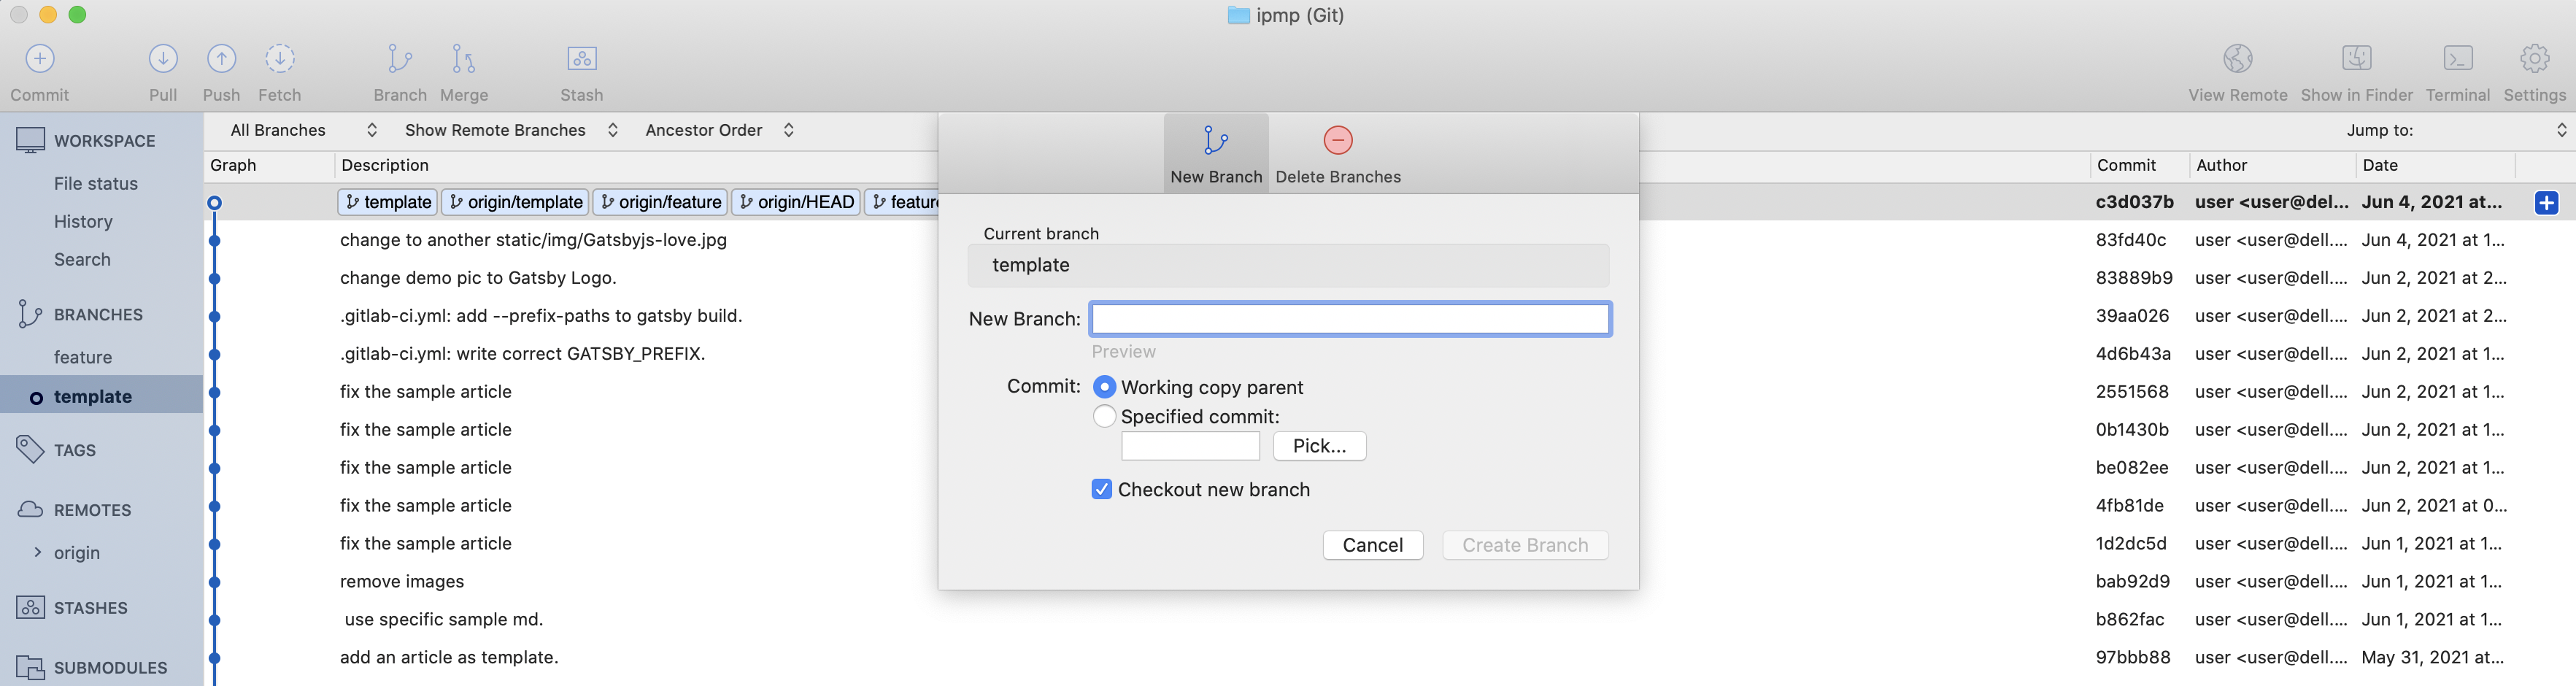 ipmp (Git)
Commit Pull Push Fetch Branch Merge Stash View Remote Show in Finder Terminal Settings
WORKSPACE
File status
History
Search
BRANCHES
feature
template
TAGS
REMOTES
origin
STASHES
SUBMODULES
All Branches Show Remote Branches Ancestor Order Jump to:
Graph Description Commit Author Date
template origin/template origin/feature origin/HEAD c3d037b user <user@del... Jun 4, 2021 at...
change to another static/img/Gatsbyjs-love.jpg 83fd40c user <user@dell.... Jun 4, 2021 at 1...
change demo pic to Gatsby Logo. 83889b9 user <user@dell.... Jun 2, 2021 at 2...
.gitlab-ci.yml: add --prefix-paths to gatsby build. 39aa026 user <user@dell.... Jun 2, 2021 at 2...
.gitlab-ci.yml: write correct GATSBY_PREFIX. 4d6b43a user <user@dell.... Jun 2, 2021 at 1...
fix the sample article 2551568 user <user@dell.... Jun 2, 2021 at 1...
fix the sample article 0b1430b user <user@dell.... Jun 2, 2021 at 1...
fix the sample article be082ee user <user@dell.... Jun 2, 2021 at 1...
fix the sample article 4fb81de user <user@dell.... Jun 2, 2021 at 0...
fix the sample article 1d2dc5d user <user@dell.... Jun 1, 2021 at 1...
remove images bab92d9 user <user@dell.... Jun 1, 2021 at 1...
use specific sample md. b862fac user <user@dell.... Jun 1, 2021 at 1...
add an article as template. 97bbb88 user <user@dell.... May 31, 2021 at...
New Branch Delete Branches
Current branch
template
New Branch:
Preview
Commit: Working copy parent
Specified commit:
Pick...
Checkout new branch
Cancel Create Branch